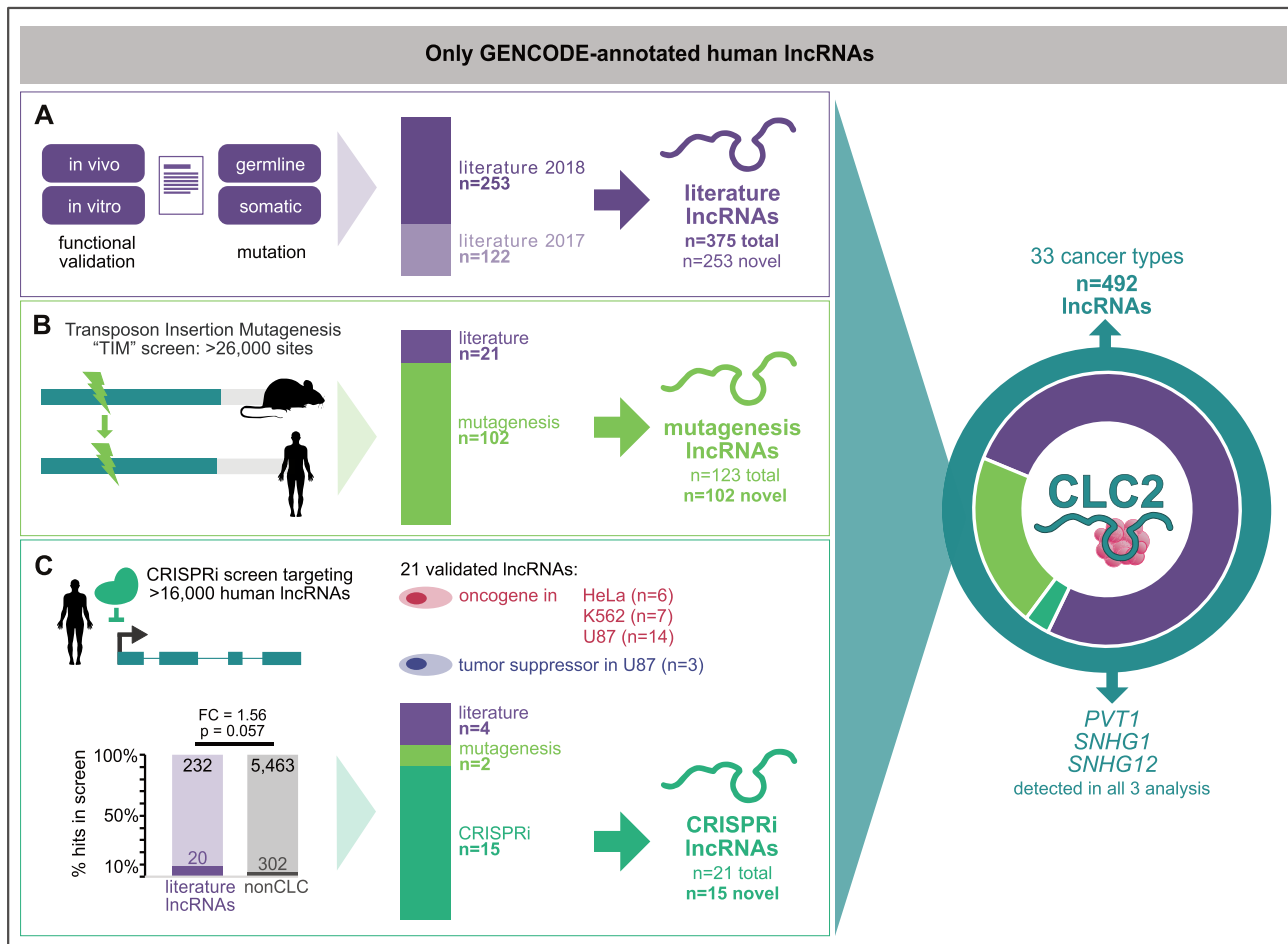 Only GENCODE-annotated human lncRNAs
A
in vivo
germline
in vitro
somatic
functional
validation
mutation
literature 2018
n=253
literature 2017
n=122
literature
lncRNAs
n=375 total
n=253 novel
B
Transposon Insertion Mutagenesis
“TIM” screen: >26,000 sites
literature
n=21
mutagenesis
n=102
mutagenesis
lncRNAs
n=123 total
n=102 novel
C
CRISPRi screen targeting
>16,000 human lncRNAs
21 validated lncRNAs:
oncogene in HeLa (n=6)
K562 (n=7)
U87 (n=14)
tumor suppressor in U87 (n=3)
FC = 1.56
p = 0.057
% hits in screen
100%
50%
10%
232
5,463
20
302
literature
lncRNAs
nonCLC
literature
n=4
mutagenesis
n=2
CRISPRi
n=15
CRISPRi
lncRNAs
n=21 total
n=15 novel
33 cancer types
n=492
lncRNAs
CLC2
PVT1
SNHG1
SNHG12
detected in all 3 analysis